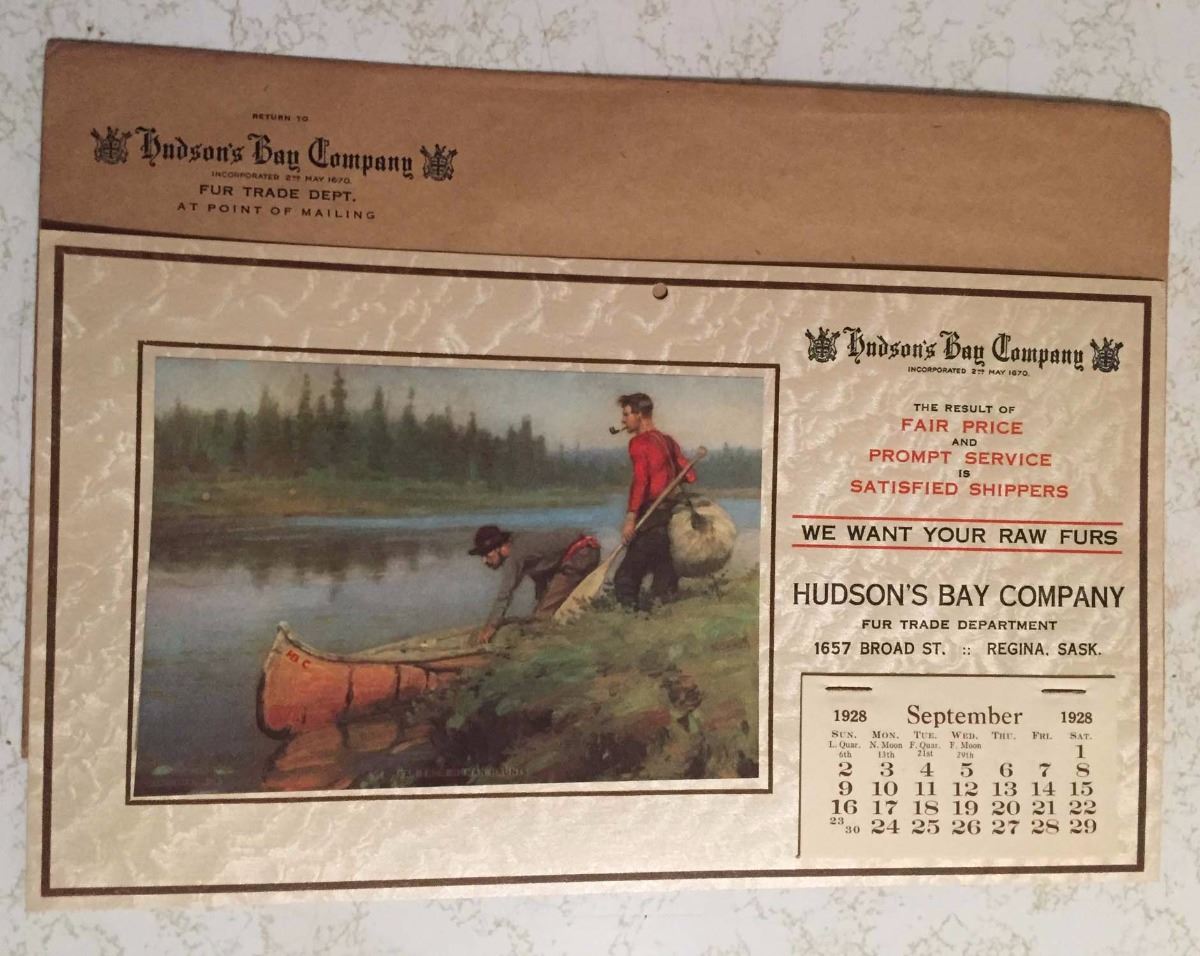 RETURN TO
Hudson's Bay Company
INCORPORATED 2ND MAY 1670.
FUR TRADE DEPT.
AT POINT OF MAILING
Hudson's Bay Company
INCORPORATED 2ND MAY 1670.
THE RESULT OF
FAIR PRICE
AND
PROMPT SERVICE
IS
SATISFIED SHIPPERS
WE WANT YOUR RAW FURS
HUDSON'S BAY COMPANY
FUR TRADE DEPARTMENT
1657 BROAD ST. :: REGINA, SASK.
HBC
1928 September 1928
SUN. MON. TUE. WED. THU. FRI. SAT.
L. Quar. N. Moon F. Quar. F. Moon
6th 13th 21st 29th
1
2 3 4 5 6 7 8
9 10 11 12 13 14 15
16 17 18 19 20 21 22
23 30 24 25 26 27 28 29